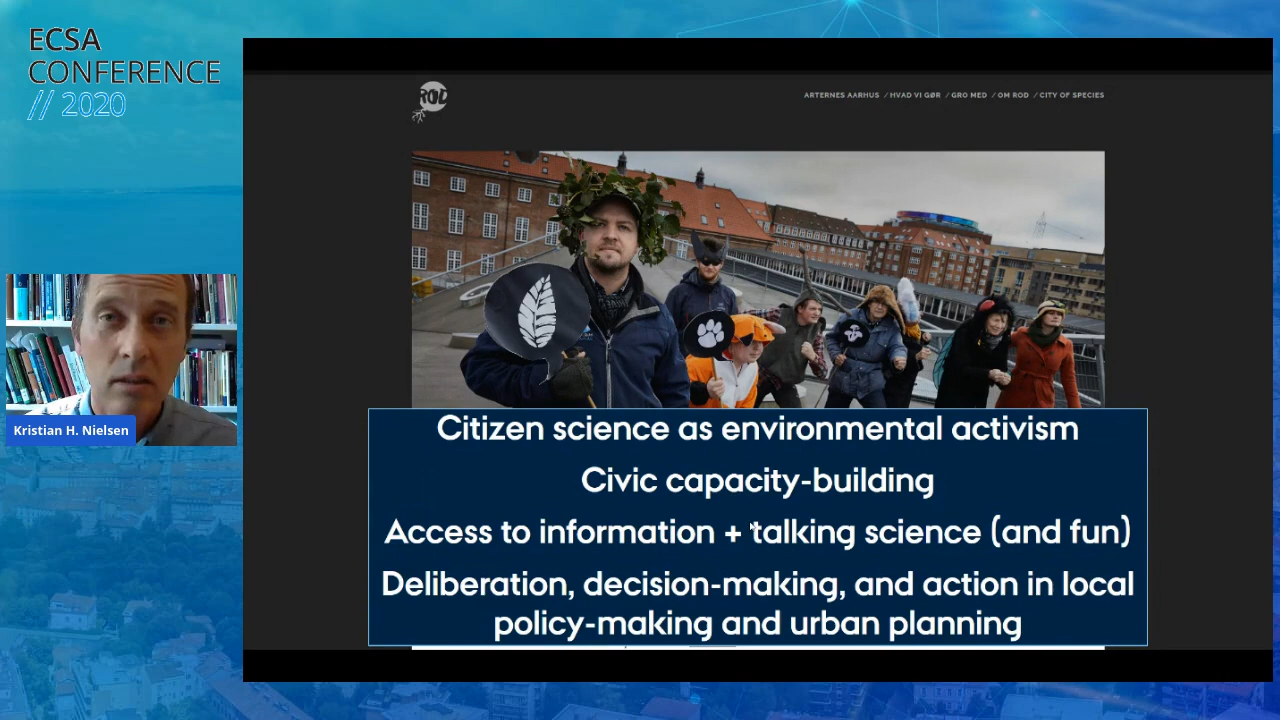 ECSA
CONFERENCE
// 2020
ROD
ARTERNES AARHUS / HVAD VI GØR / GRO MED / OM ROD / CITY OF SPECIES
Kristian H. Nielsen
Citizen science as environmental activism
Civic capacity-building
Access to information + talking science (and fun)
Deliberation, decision-making, and action in local
policy-making and urban planning